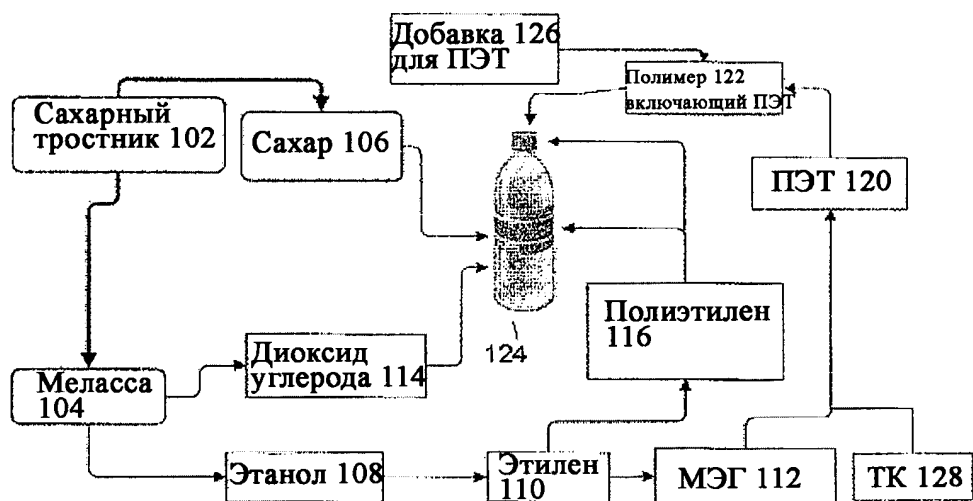 Добавка 126
для ПЭТ
Полимер 122
включающий ПЭТ
Сахарный
тростник 102
Сахар 106
ПЭТ 120
Полиэтилен
116
124
Диоксид
углерода 114
Меласса
104
Этанол 108
Этилен
110
МЭГ 112
ТК 128